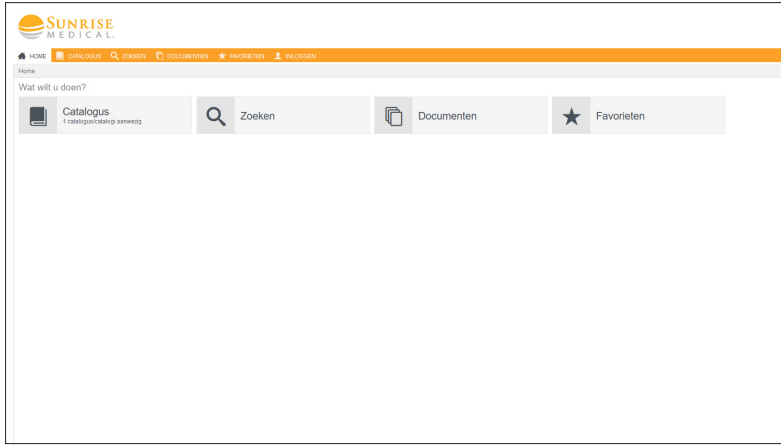 SUNRISE
MEDICAL.
HOME CATALOGUS ZOEKEN DOCUMENTEN FAVORIETEN INLOGGEN
Home
Wat wilt u doen?
Catalogus
1 catalogus/catalogi aanwezig
Zoeken
Documenten
Favorieten